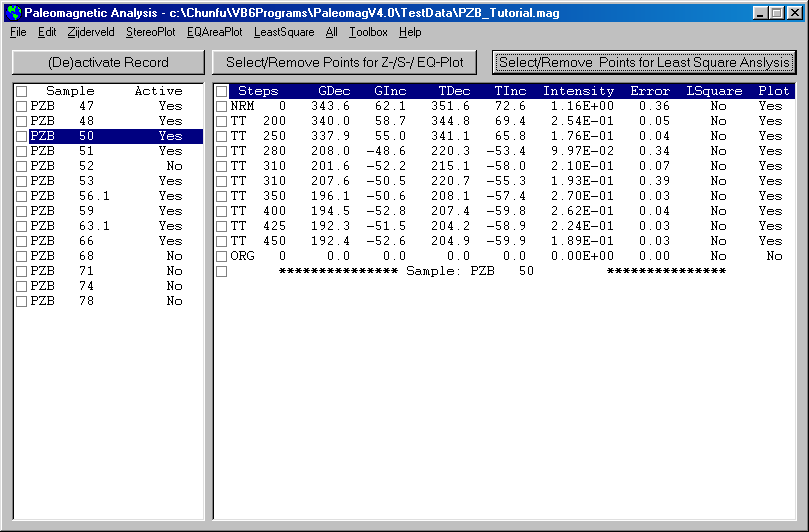 Paleomagnetic Analysis - c:\Chunfu\VB6Programs\PaleomagV4.0\TestData\PZB_Tutorial.mag
File Edit Zijderveld StereoPlot EQAreaPlot LeastSquare All Toolbox Help
(De)activate Record
Select/Remove Points for Z-/S-/ EQ-Plot
Select/Remove Points for Least Square Analysis
Sample Active
PZB 47 Yes
PZB 48 Yes
PZB 50 Yes
PZB 51 Yes
PZB 52 No
PZB 53 Yes
PZB 56.1 Yes
PZB 59 Yes
PZB 63.1 Yes
PZB 66 Yes
PZB 68 No
PZB 71 No
PZB 74 No
PZB 78 No
Steps GDec GInc TDec TInc Intensity Error LSquare Plot
NRM 0 343.6 62.1 351.6 72.6 1.16E+00 0.36 No Yes
TT 200 340.0 58.7 344.8 69.4 2.54E-01 0.05 No Yes
TT 250 337.9 55.0 341.1 65.8 1.76E-01 0.04 No Yes
TT 280 208.0 -48.6 220.3 -53.4 9.97E-02 0.34 No Yes
TT 310 201.6 -52.2 215.1 -58.0 2.10E-01 0.07 No Yes
TT 310 207.6 -50.5 220.7 -55.3 1.93E-01 0.39 No Yes
TT 350 196.1 -50.6 208.1 -57.4 2.70E-01 0.03 No Yes
TT 400 194.5 -52.8 207.4 -59.8 2.62E-01 0.04 No Yes
TT 425 192.3 -51.5 204.2 -58.9 2.24E-01 0.03 No Yes
TT 450 192.4 -52.6 204.9 -59.9 1.89E-01 0.03 No Yes
ORG 0 0.0 0.0 0.0 0.0 0.00E+00 0.00 No No
*************** Sample: PZB 50 ***************